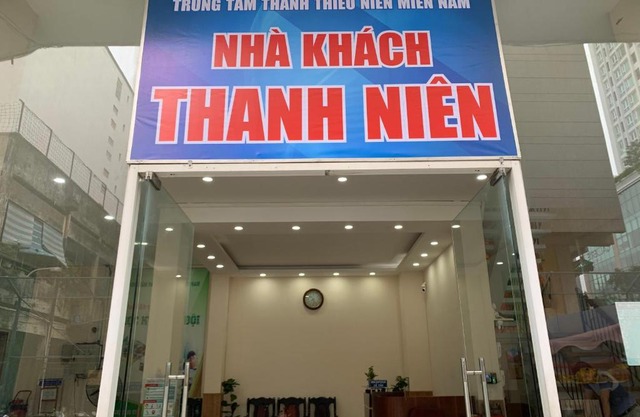 TRUNG TÂM THANH THIẾU NIÊN MIỀN NAM
NHÀ KHÁCH
THANH NIÊN